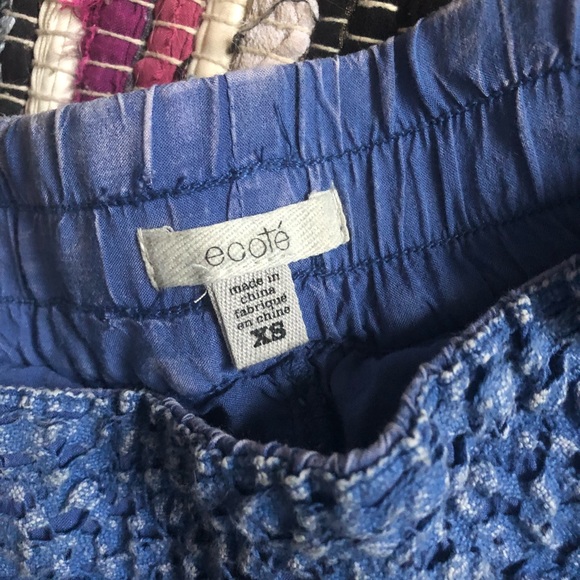 ecoté
made in
china
fabriqué
en chine
XS